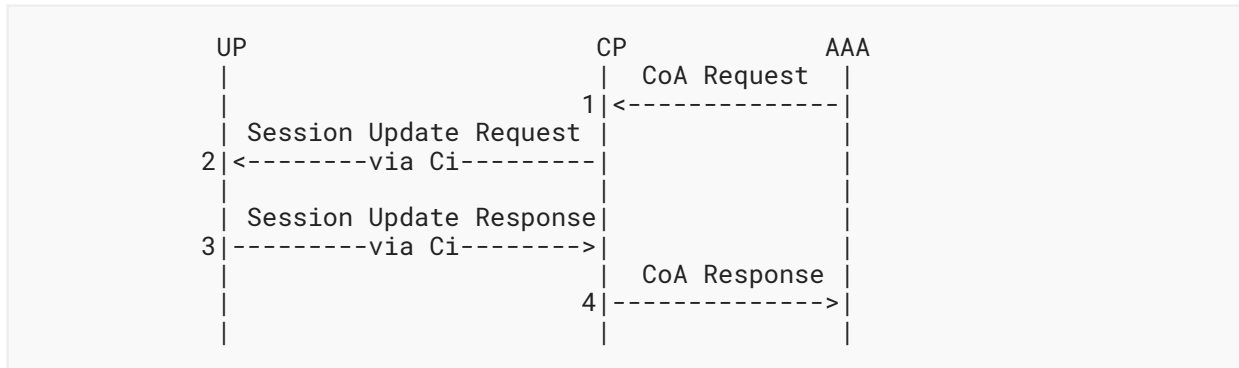 UP CP AAA
| | CoA Request |
| 1|<--------------|
| Session Update Request | |
2|<--------via Ci---------| |
| | |
| Session Update Response| |
3|---------via Ci-------->| |
| | CoA Response |
| 4|-------------->|
| | |